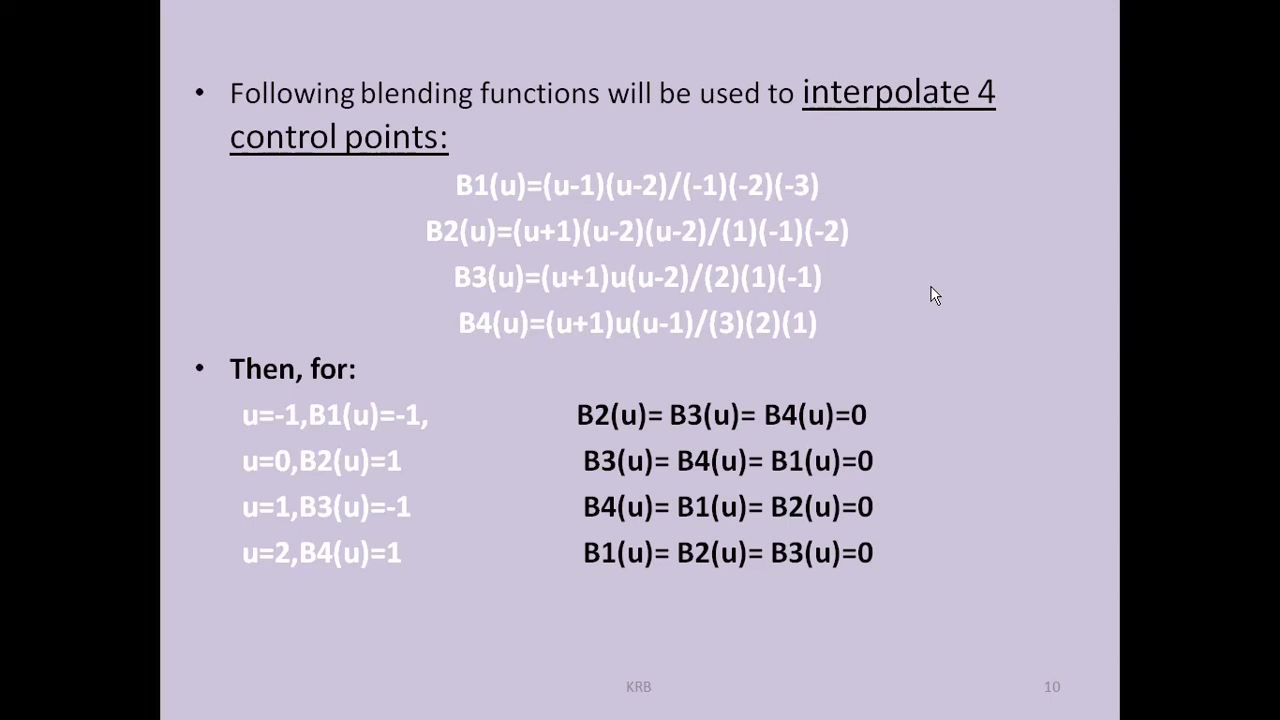 • Following blending functions will be used to interpolate 4
control points:
B1(u)=(u-1)(u-2)/(-1)(-2)(-3)
B2(u)=(u+1)(u-2)(u-2)/(1)(-1)(-2)
B3(u)=(u+1)u(u-2)/(2)(1)(-1)
B4(u)=(u+1)u(u-1)/(3)(2)(1)
• Then, for:
u=-1,B1(u)=-1, B2(u)= B3(u)= B4(u)=0
u=0,B2(u)=1 B3(u)= B4(u)= B1(u)=0
u=1,B3(u)=-1 B4(u)= B1(u)= B2(u)=0
u=2,B4(u)=1 B1(u)= B2(u)= B3(u)=0
KRB 10